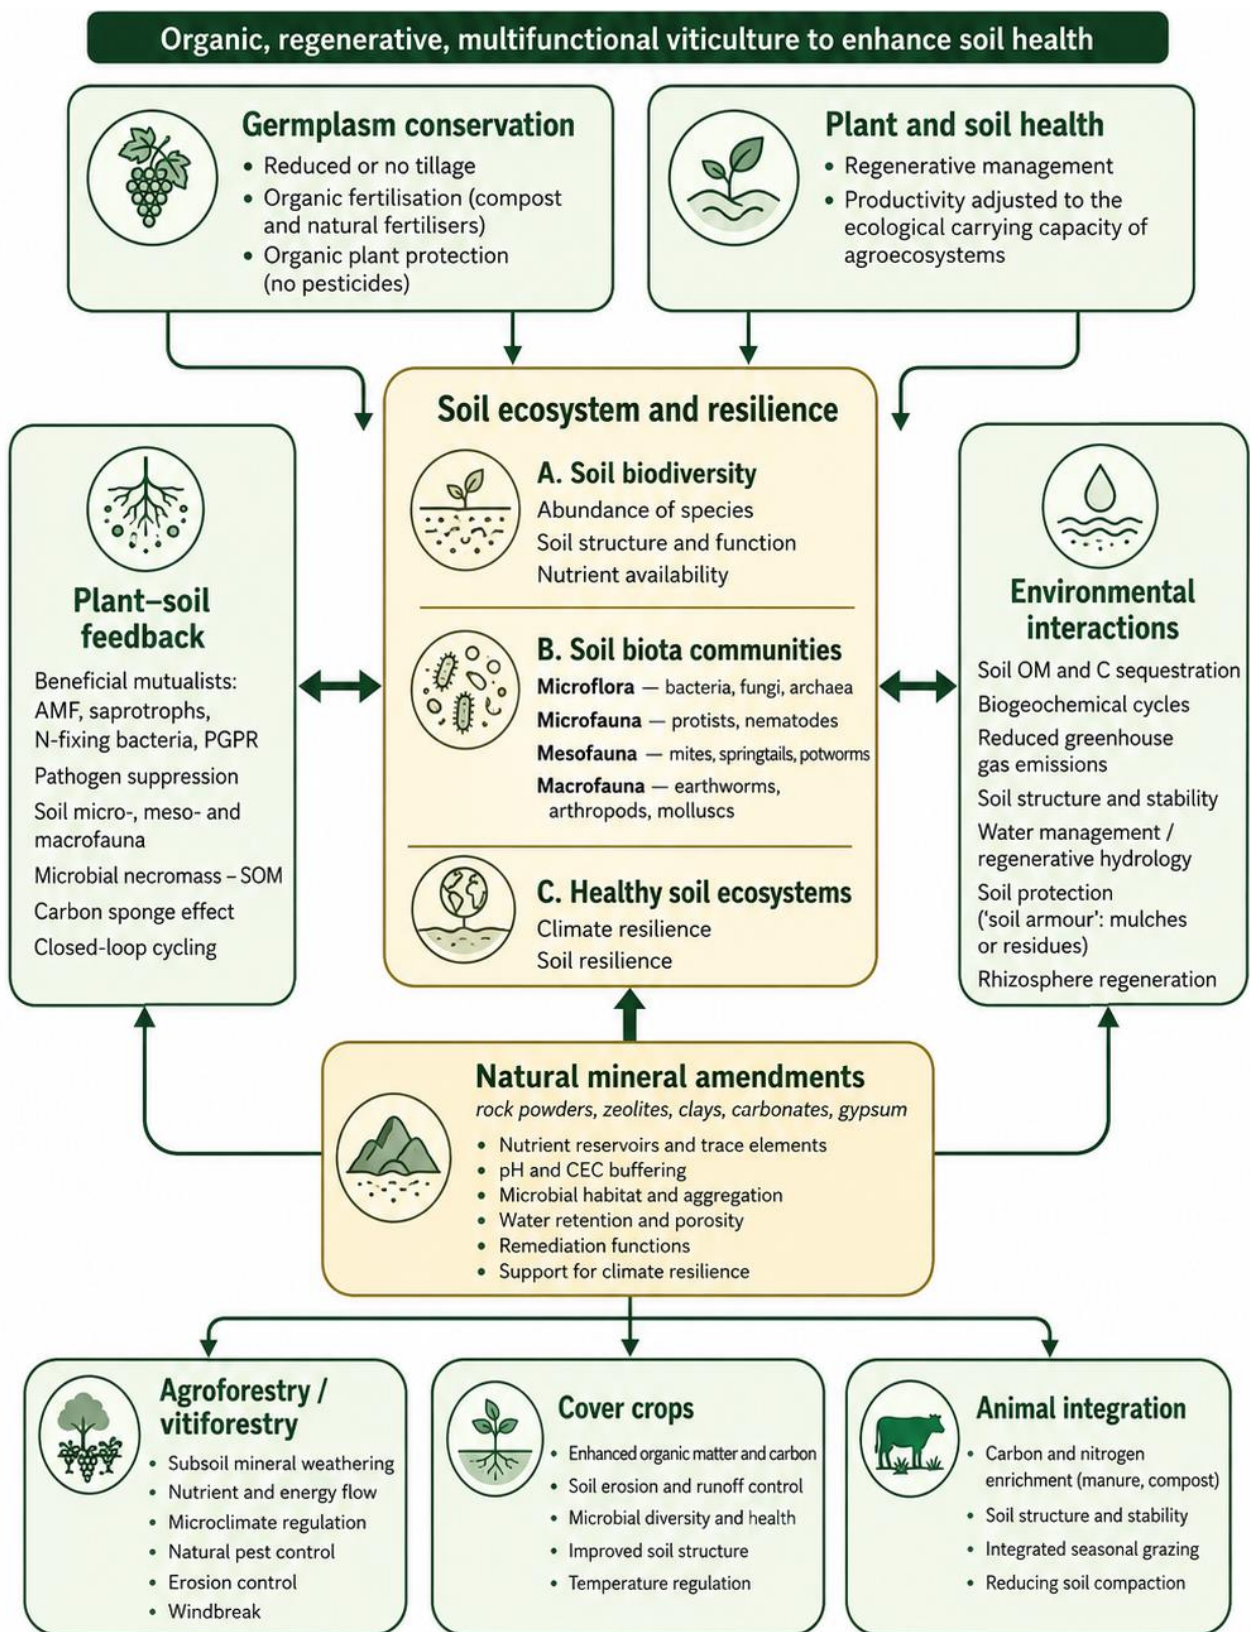 Organic, regenerative, multifunctional viticulture to enhance soil health
Germplasm conservation
• Reduced or no tillage
• Organic fertilisation (compost
and natural fertilisers)
• Organic plant protection
(no pesticides)
Plant and soil health
• Regenerative management
• Productivity adjusted to the
ecological carrying capacity of
agroecosystems
Plant–soil
feedback
Beneficial mutualists:
AMF, saprotrophs,
N-fixing bacteria, PGPR
Pathogen suppression
Soil micro-, meso- and
macrofauna
Microbial necromass – SOM
Carbon sponge effect
Closed-loop cycling
Soil ecosystem and resilience
A. Soil biodiversity
Abundance of species
Soil structure and function
Nutrient availability
B. Soil biota communities
Microflora — bacteria, fungi, archaea
Microfauna — protists, nematodes
Mesofauna — mites, springtails, potworms
Macrofauna — earthworms,
arthropods, molluscs
C. Healthy soil ecosystems
Climate resilience
Soil resilience
Environmental
interactions
Soil OM and C sequestration
Biogeochemical cycles
Reduced greenhouse
gas emissions
Soil structure and stability
Water management /
regenerative hydrology
Soil protection
(‘soil armour’: mulches
or residues)
Rhizosphere regeneration
Natural mineral amendments
rock powders, zeolites, clays, carbonates, gypsum
• Nutrient reservoirs and trace elements
• pH and CEC buffering
• Microbial habitat and aggregation
• Water retention and porosity
• Remediation functions
• Support for climate resilience
Agroforestry /
vitiforestry
• Subsoil mineral weathering
• Nutrient and energy flow
• Microclimate regulation
• Natural pest control
• Erosion control
• Windbreak
Cover crops
• Enhanced organic matter and carbon
• Soil erosion and runoff control
• Microbial diversity and health
• Improved soil structure
• Temperature regulation
Animal integration
• Carbon and nitrogen
enrichment (manure, compost)
• Soil structure and stability
• Integrated seasonal grazing
• Reducing soil compaction